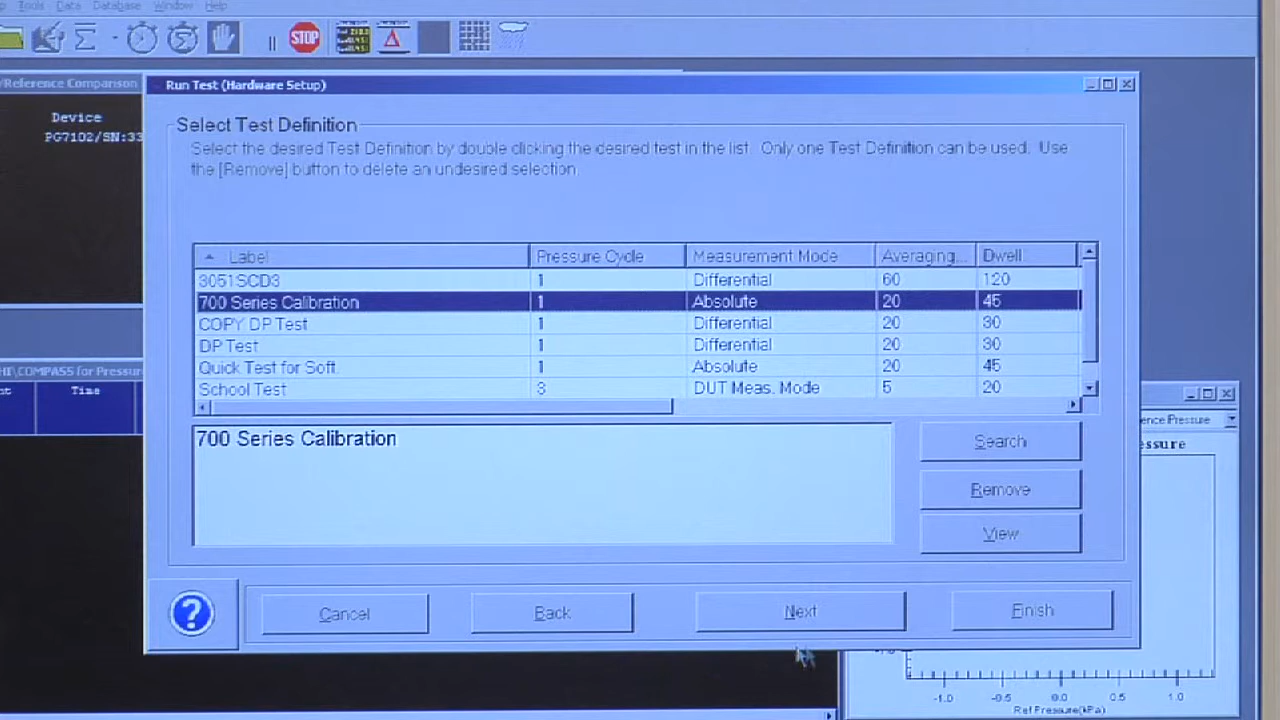 Tools Data Database Window Help
STOP
/Reference Comparison
Device
PG7102/SN:33
Run Test (Hardware Setup)
Select Test Definition
Select the desired Test Definition by double clicking the desired test in the list. Only one Test Definition can be used. Use
the [Remove] button to delete an undesired selection.
Label Pressure Cycle Measurement Mode Averaging... Dwell
3051SCD3 1 Differential 60 120
700 Series Calibration 1 Absolute 20 45
COPY DP Test 1 Differential 20 30
DP Test 1 Differential 20 30
Quick Test for Soft. 1 Absolute 20 45
School Test 3 DUT Meas. Mode 5 20
700 Series Calibration
Search
Remove
View
? Cancel Back Next Finish
HI\COMPASS for Pressur
Time
ence Pressure
essure
-1.0 -0.5 0.0 0.5 1.0
Ref Pressure(kPa)